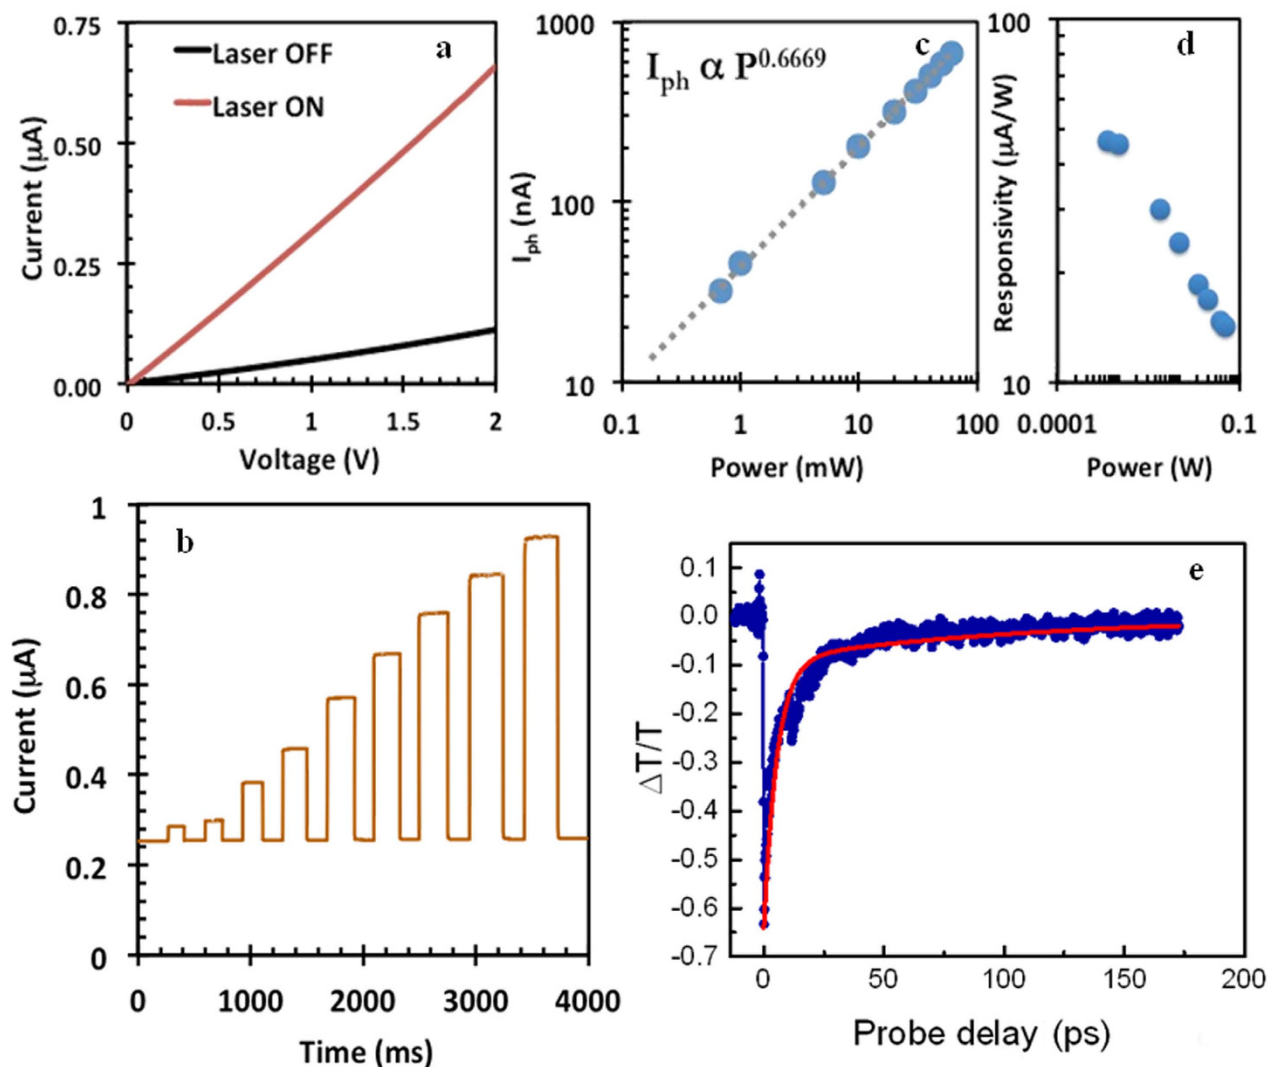 a
Laser OFF
Laser ON
0.75
0.50
0.25
0.00
Current (μA)
0 0.5 1 1.5 2
Voltage (V)
c
I_ph α P^0.6669
1000
100
10
I_ph (nA)
0.1 1 10 100
Power (mW)
d
100
10
Responsivity (μA/W)
0.0001 0.1
Power (W)
b
1
0.8
0.6
0.4
0.2
0
Current (μA)
0 1000 2000 3000 4000
Time (ms)
e
0.1
0.0
-0.1
-0.2
-0.3
-0.4
-0.5
-0.6
-0.7
△T/T
0 50 100 150 200
Probe delay (ps)